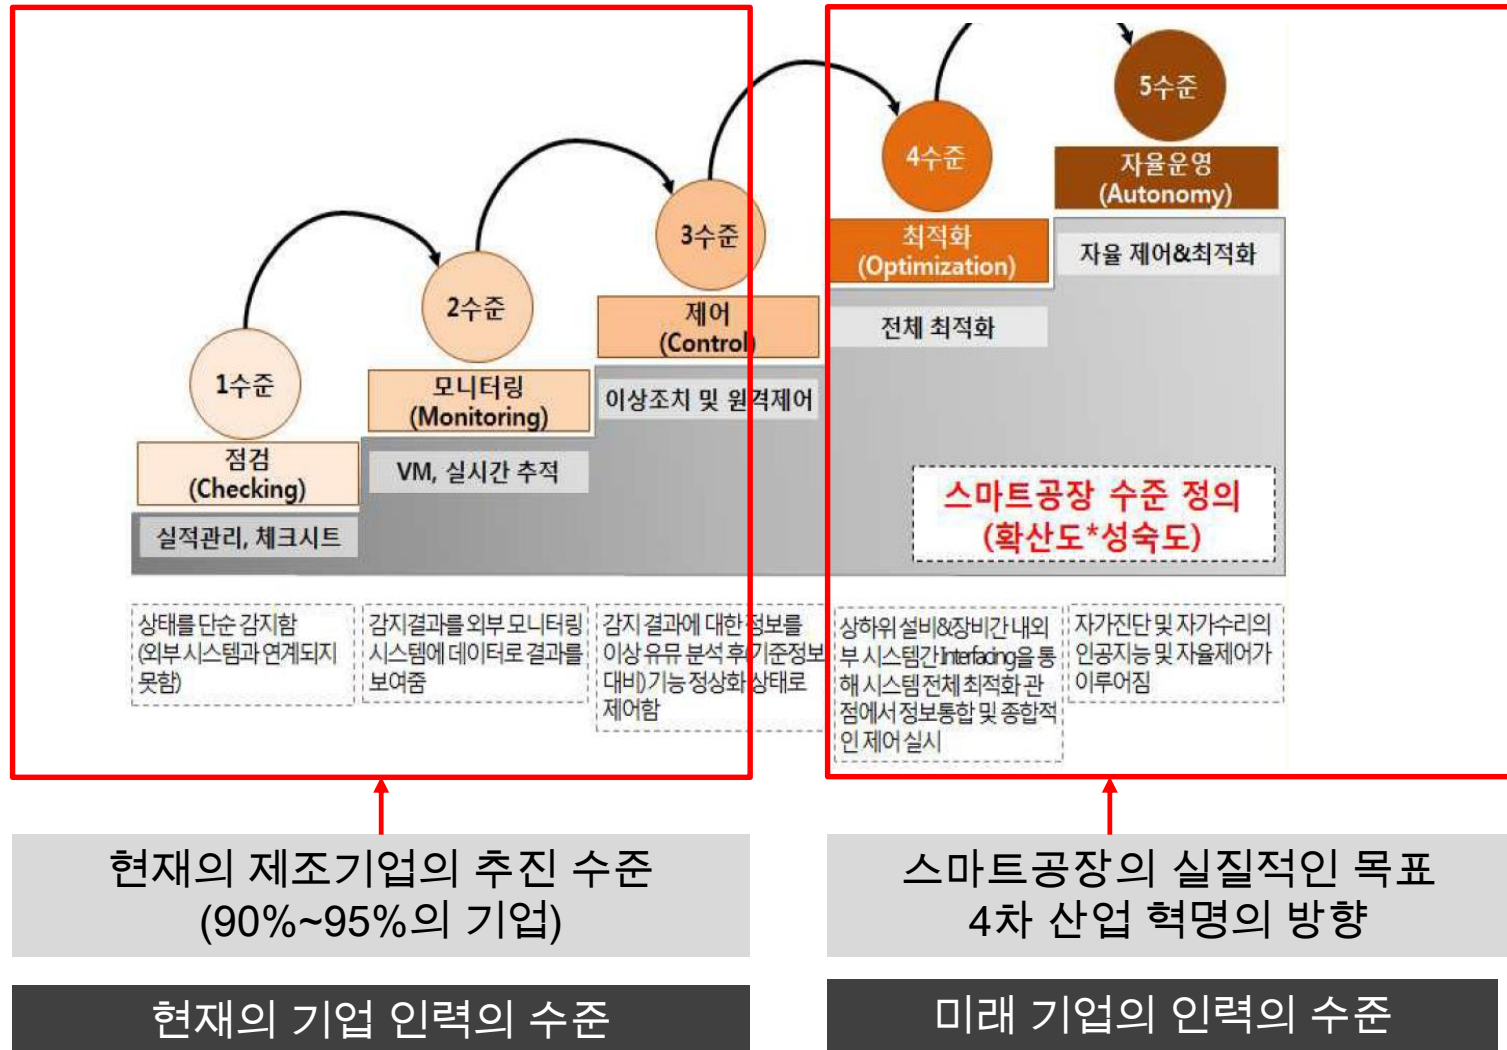 1수준
점검
(Checking)
실적관리, 체크시트
상태를 단순 감지함
(외부 시스템과 연계되지
못함)
2수준
모니터링
(Monitoring)
VM, 실시간 추적
감지결과를 외부 모니터링
시스템에 데이터로 결과를
보여줌
3수준
제어
(Control)
이상조치 및 원격제어
감지 결과에 대한 정보를
이상 유뮤 분석 후(기준정보
대비) 기능 정상화 상태로
제어함
4수준
최적화
(Optimization)
전체 최적화
상하위 설비&장비간 내외
부 시스템간 Interfacing을 통
해 시스템 전체 최적화 관
점에서 정보통합 및 종합적
인 제어 실시
5수준
자율운영
(Autonomy)
자율 제어&최적화
자가진단 및 자가수리의
인공지능 및 자율제어가
이루어짐
스마트공장 수준 정의
(확산도*성숙도)
현재의 제조기업의 추진 수준
(90%~95%의 기업)
현재의 기업 인력의 수준
스마트공장의 실질적인 목표
4차 산업 혁명의 방향
미래 기업의 인력의 수준